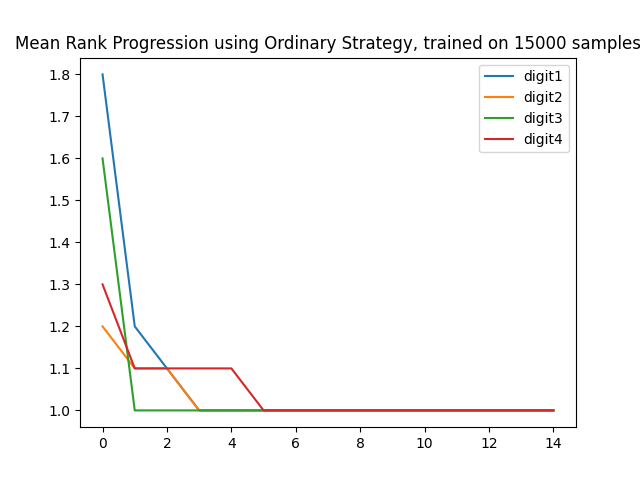 Mean Rank Progression using Ordinary Strategy, trained on 15000 samples
1.8
1.7
1.6
1.5
1.4
1.3
1.2
1.1
1.0
digit1
digit2
digit3
digit4
0 2 4 6 8 10 12 14